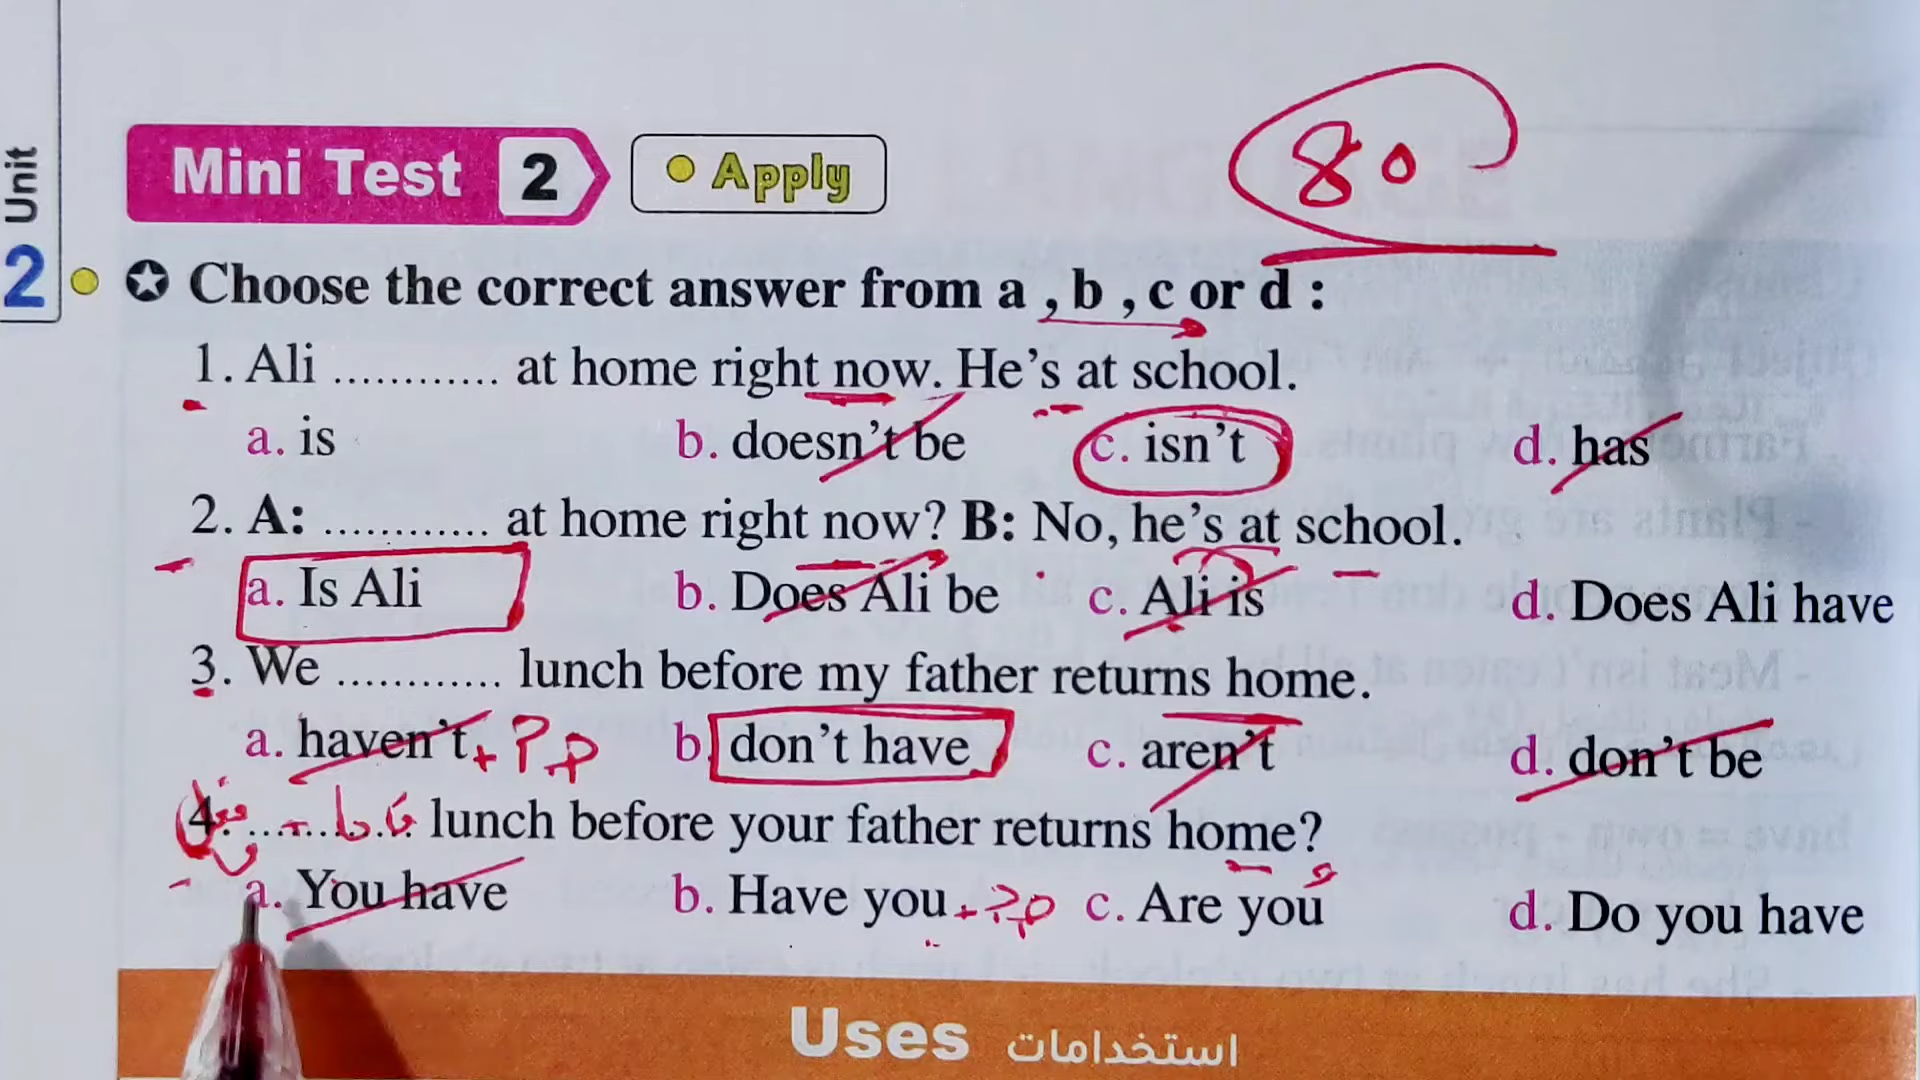 Unit 2
Mini Test 2 • Apply
80
Choose the correct answer from a , b , c or d :
1. Ali ............ at home right now. He's at school.
a. is b. doesn't be c. isn't d. has
2. A: ............ at home right now? B: No, he's at school.
a. Is Ali b. Does Ali be c. Ali is d. Does Ali have
3. We ............ lunch before my father returns home.
a. haven't + P.P b. don't have c. aren't d. don't be
4. ............ lunch before your father returns home?
a. You have b. Have you + P.P c. Are you d. Do you have
Uses استخدامات